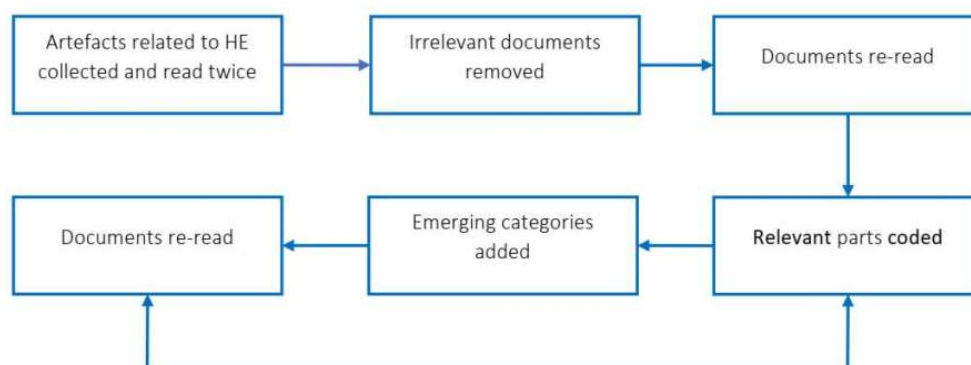 Artefacts related to HE
collected and read twice
Irrelevant documents
removed
Documents re-read
Documents re-read
Emerging categories
added
Relevant parts coded